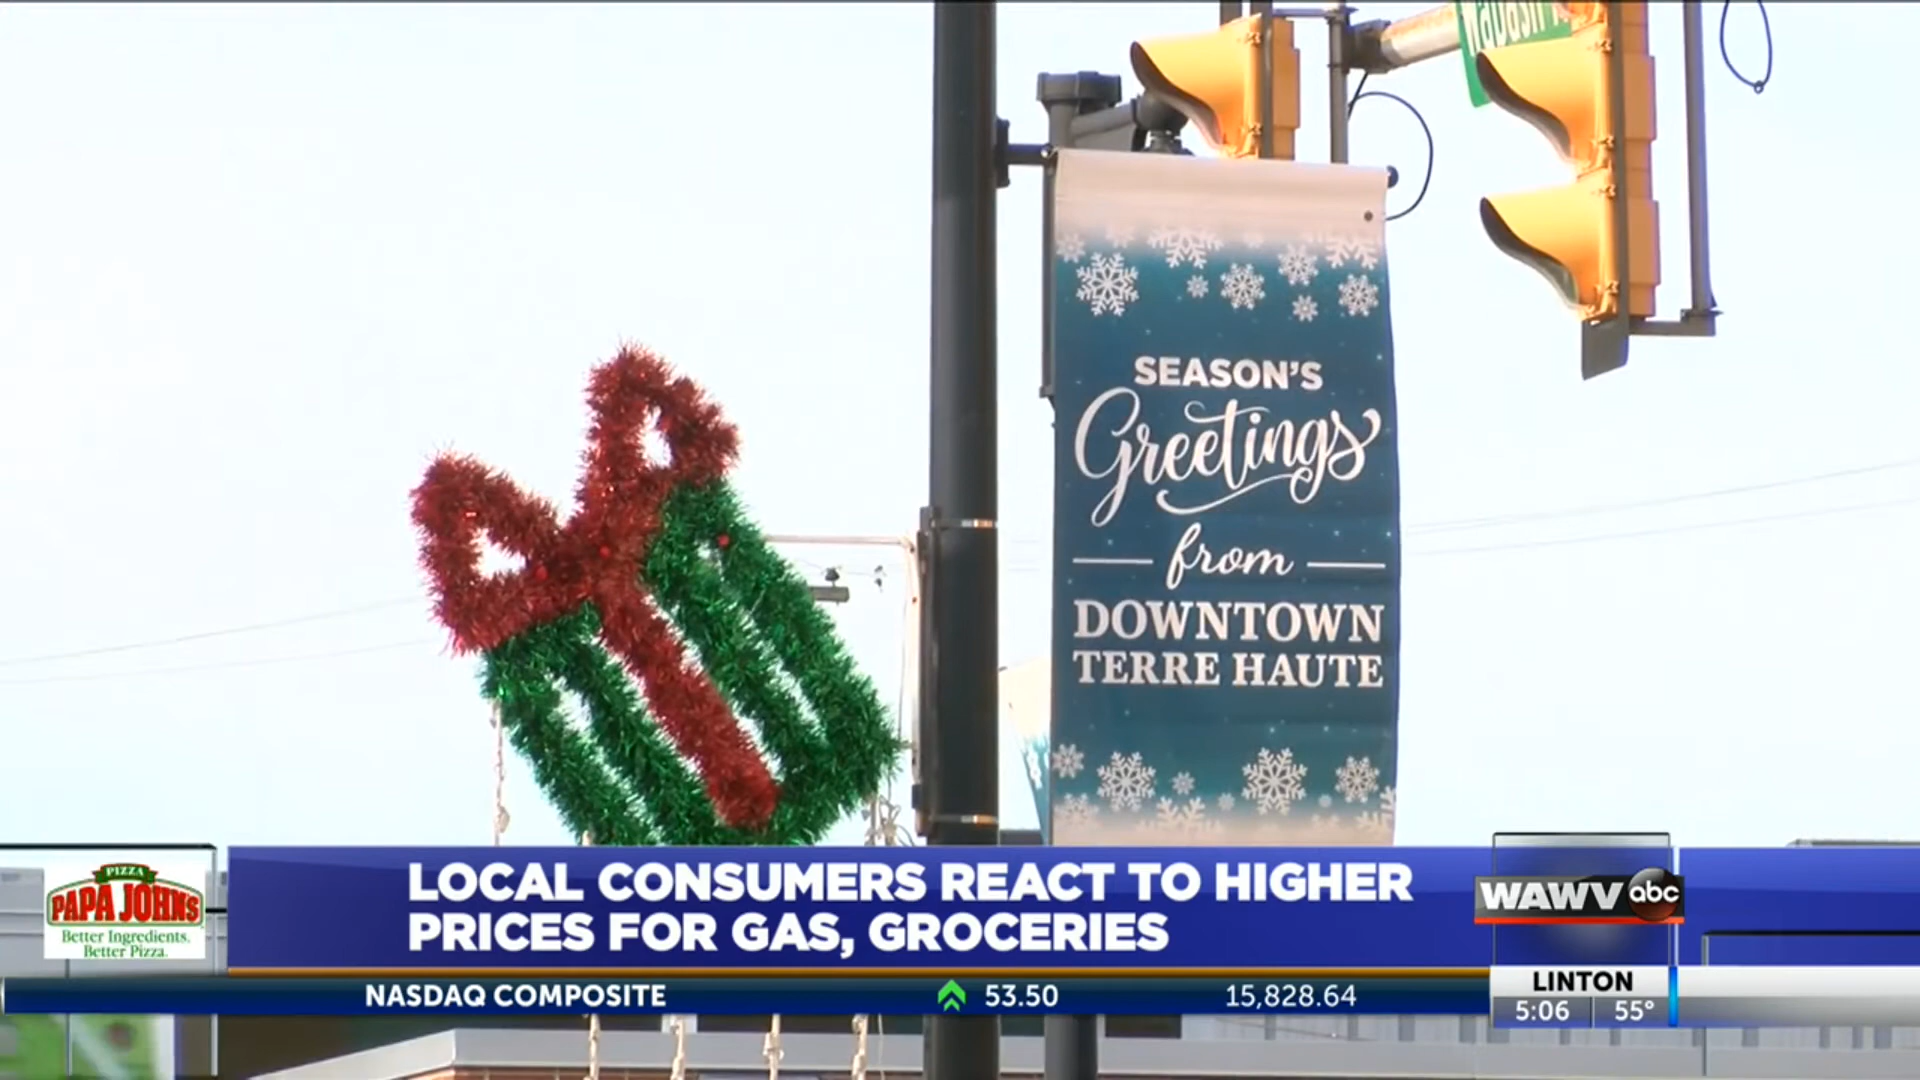 Wabash
SEASON'S
Greetings
from
DOWNTOWN
TERRE HAUTE
PIZZA
PAPA JOHNS
Better Ingredients.
Better Pizza.
LOCAL CONSUMERS REACT TO HIGHER
PRICES FOR GAS, GROCERIES
WAWV abc
NASDAQ COMPOSITE 53.50 15,828.64
LINTON
5:06 55°